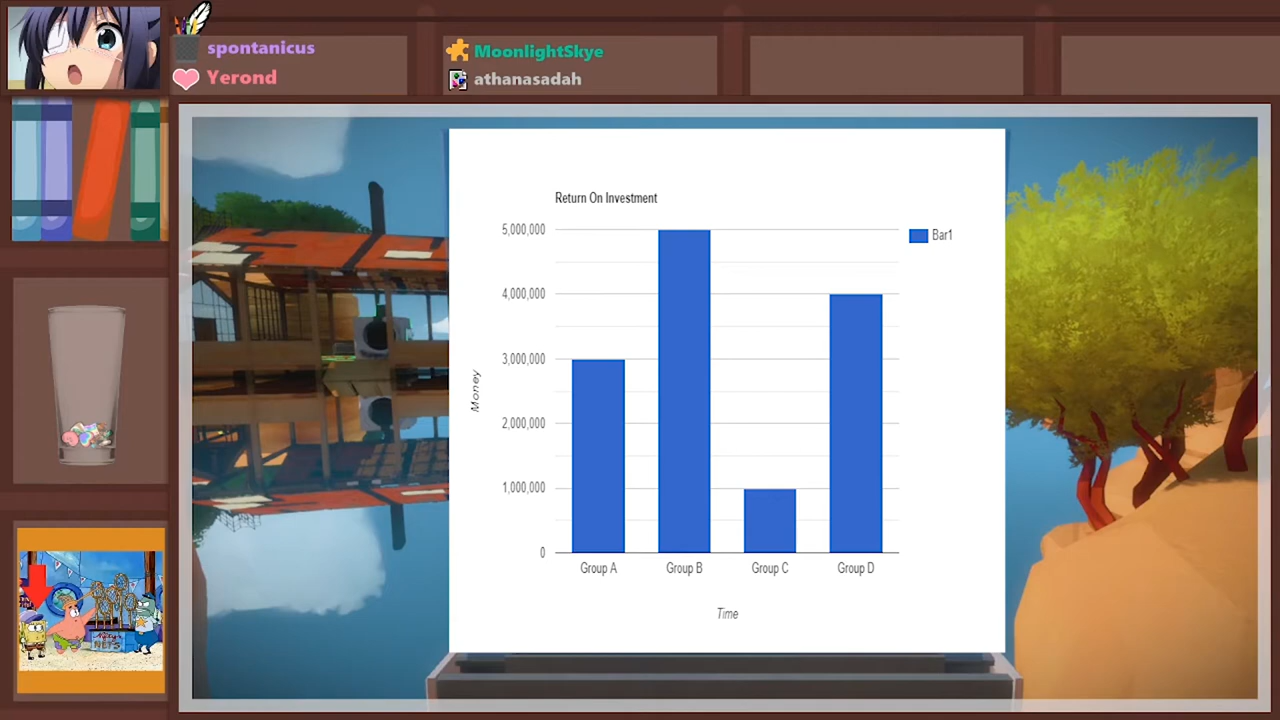 spontanicus
Yerond
MoonlightSkye
athanasadah
Return On Investment
5,000,000
4,000,000
3,000,000
2,000,000
1,000,000
0
Money
Bar1
Group A
Group B
Group C
Group D
Time
NETS